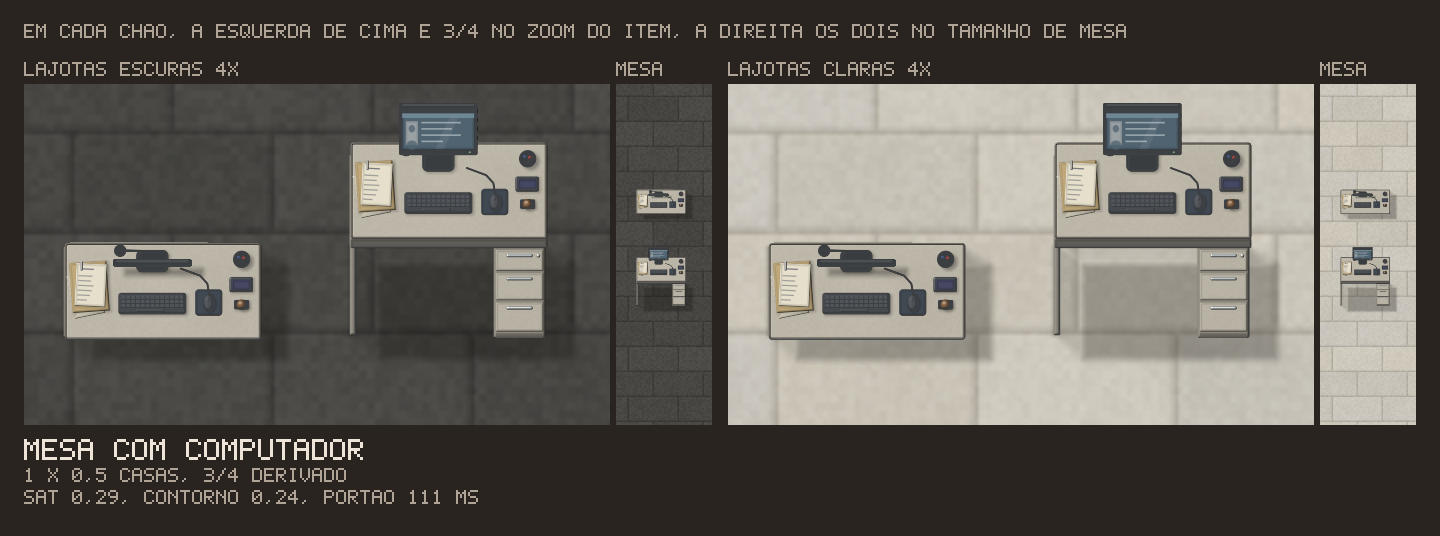 EM CADA CHAO, A ESQUERDA DE CIMA E 3/4 NO ZOOM DO ITEM, A DIREITA OS DOIS NO TAMANHO DE MESA
LAJOTAS ESCURAS 4X
MESA
LAJOTAS CLARAS 4X
MESA
MESA COM COMPUTADOR
1 X 0,5 CASAS, 3/4 DERIVADO
SAT 0,29, CONTORNO 0,24, PORTAO 111 MS